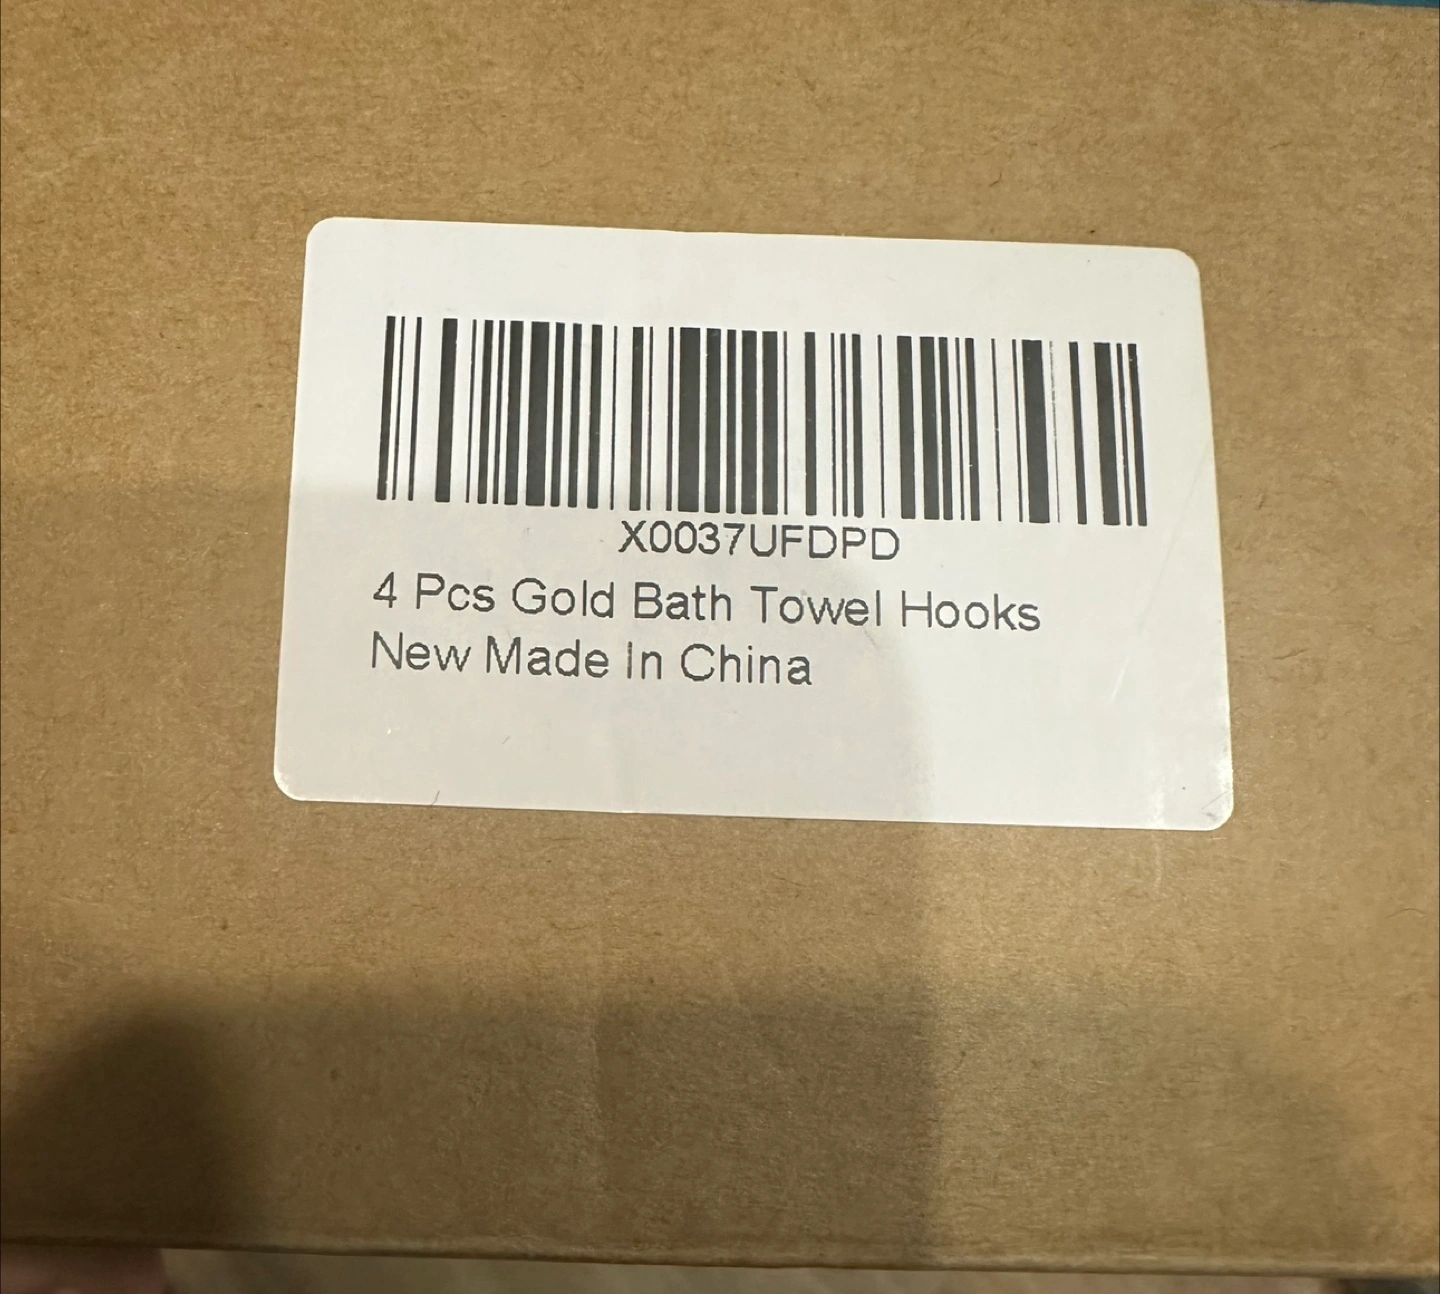 X0037UFDPD
4 Pcs Gold Bath Towel Hooks
New Made In China